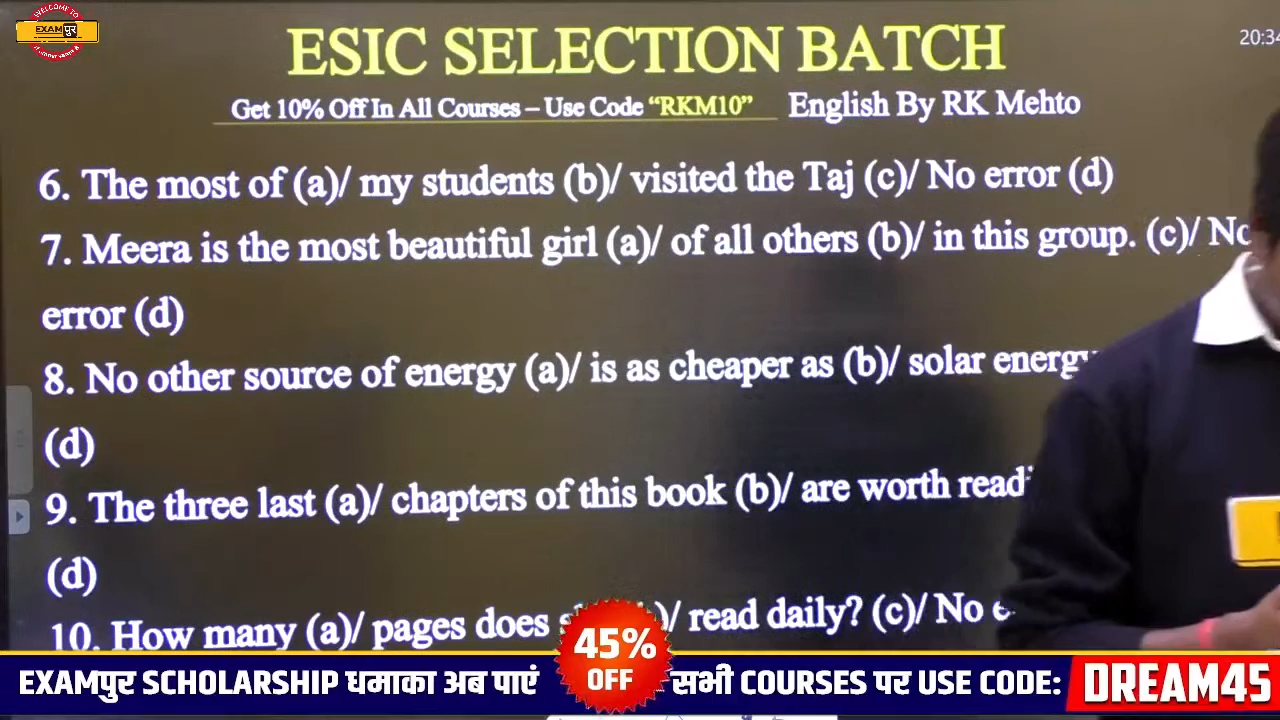 WELCOME TO
EXAMपुर
ESIC SELECTION BATCH
20:34
Get 10% Off In All Courses – Use Code “RKM10” English By RK Mehto
6. The most of (a)/ my students (b)/ visited the Taj (c)/ No error (d)
7. Meera is the most beautiful girl (a)/ of all others (b)/ in this group. (c)/ No
error (d)
8. No other source of energy (a)/ is as cheaper as (b)/ solar energy
(d)
9. The three last (a)/ chapters of this book (b)/ are worth
(d)
10. How many (a)/ pages does )/ read daily? (c)/ No
45%
OFF
EXAMपुर SCHOLARSHIP धमाका अब पाएं सभी COURSES पर USE CODE: DREAM45